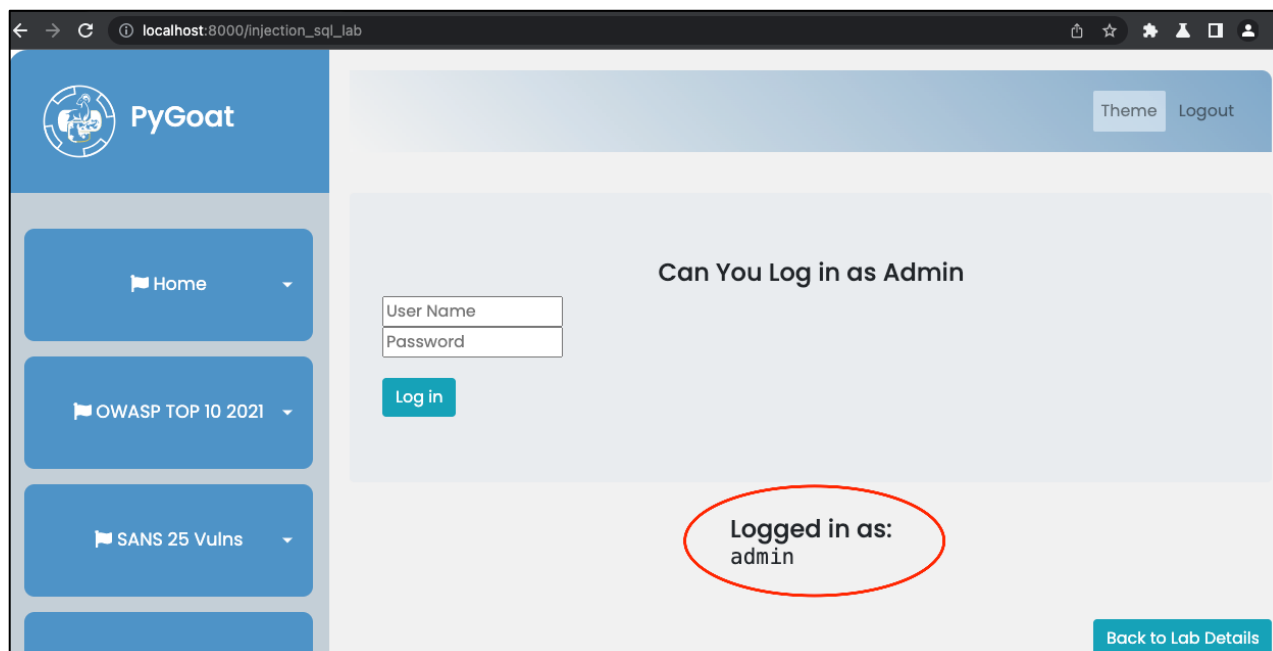 localhost:8000/injection_sql_lab
PyGoat
Theme Logout
Home
OWASP TOP 10 2021
SANS 25 Vulns
Can You Log in as Admin
User Name
Password
Log in
Logged in as:
admin
Back to Lab Details